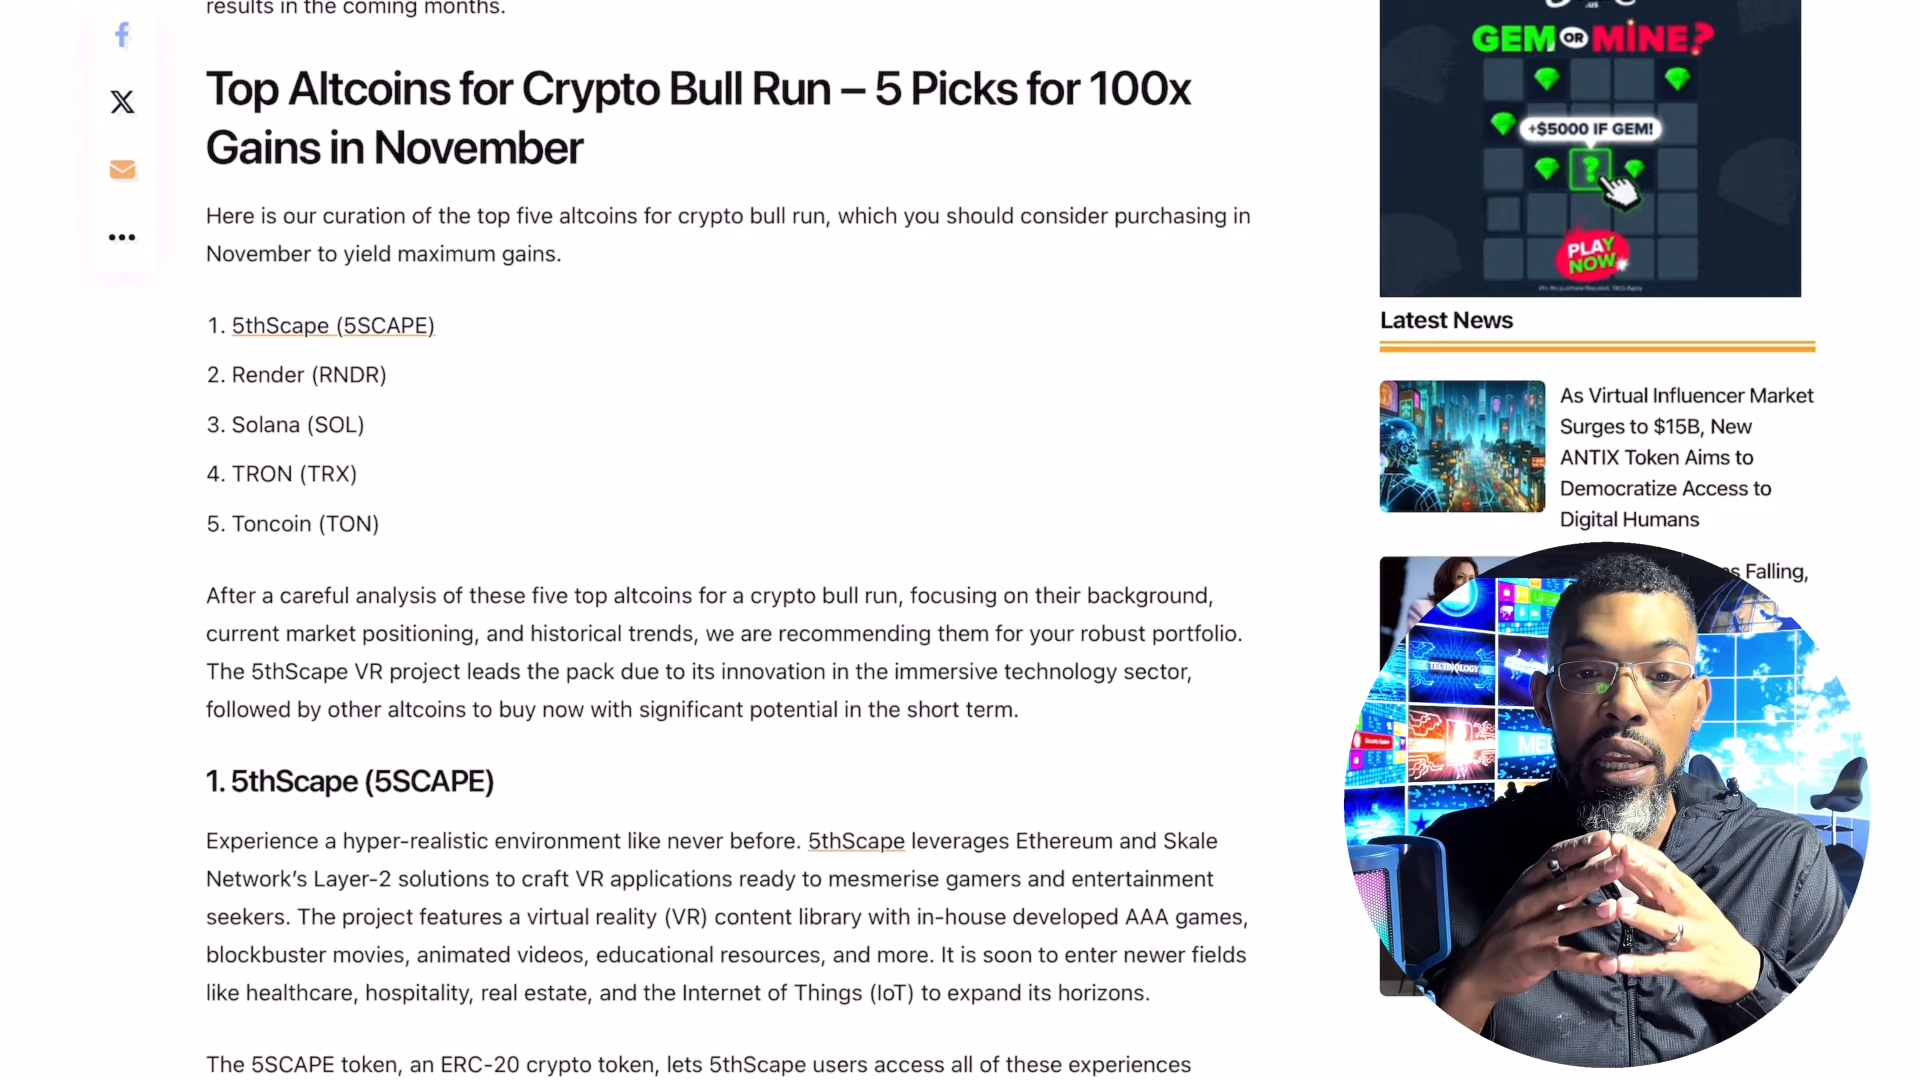 results in the coming months.
Top Altcoins for Crypto Bull Run – 5 Picks for 100x
Gains in November
Here is our curation of the top five altcoins for crypto bull run, which you should consider purchasing in
November to yield maximum gains.
1. 5thScape (5SCAPE)
2. Render (RNDR)
3. Solana (SOL)
4. TRON (TRX)
5. Toncoin (TON)
After a careful analysis of these five top altcoins for a crypto bull run, focusing on their background,
current market positioning, and historical trends, we are recommending them for your robust portfolio.
The 5thScape VR project leads the pack due to its innovation in the immersive technology sector,
followed by other altcoins to buy now with significant potential in the short term.
1. 5thScape (5SCAPE)
Experience a hyper-realistic environment like never before. 5thScape leverages Ethereum and Skale
Network’s Layer-2 solutions to craft VR applications ready to mesmerise gamers and entertainment
seekers. The project features a virtual reality (VR) content library with in-house developed AAA games,
blockbuster movies, animated videos, educational resources, and more. It is soon to enter newer fields
like healthcare, hospitality, real estate, and the Internet of Things (IoT) to expand its horizons.
The 5SCAPE token, an ERC-20 crypto token, lets 5thScape users access all of these experiences
GEM OR MINE?
+$5000 IF GEM!
?
PLAY
NOW
Latest News
As Virtual Influencer Market
Surges to $15B, New
ANTIX Token Aims to
Democratize Access to
Digital Humans
Falling,
TECHNOLOGY